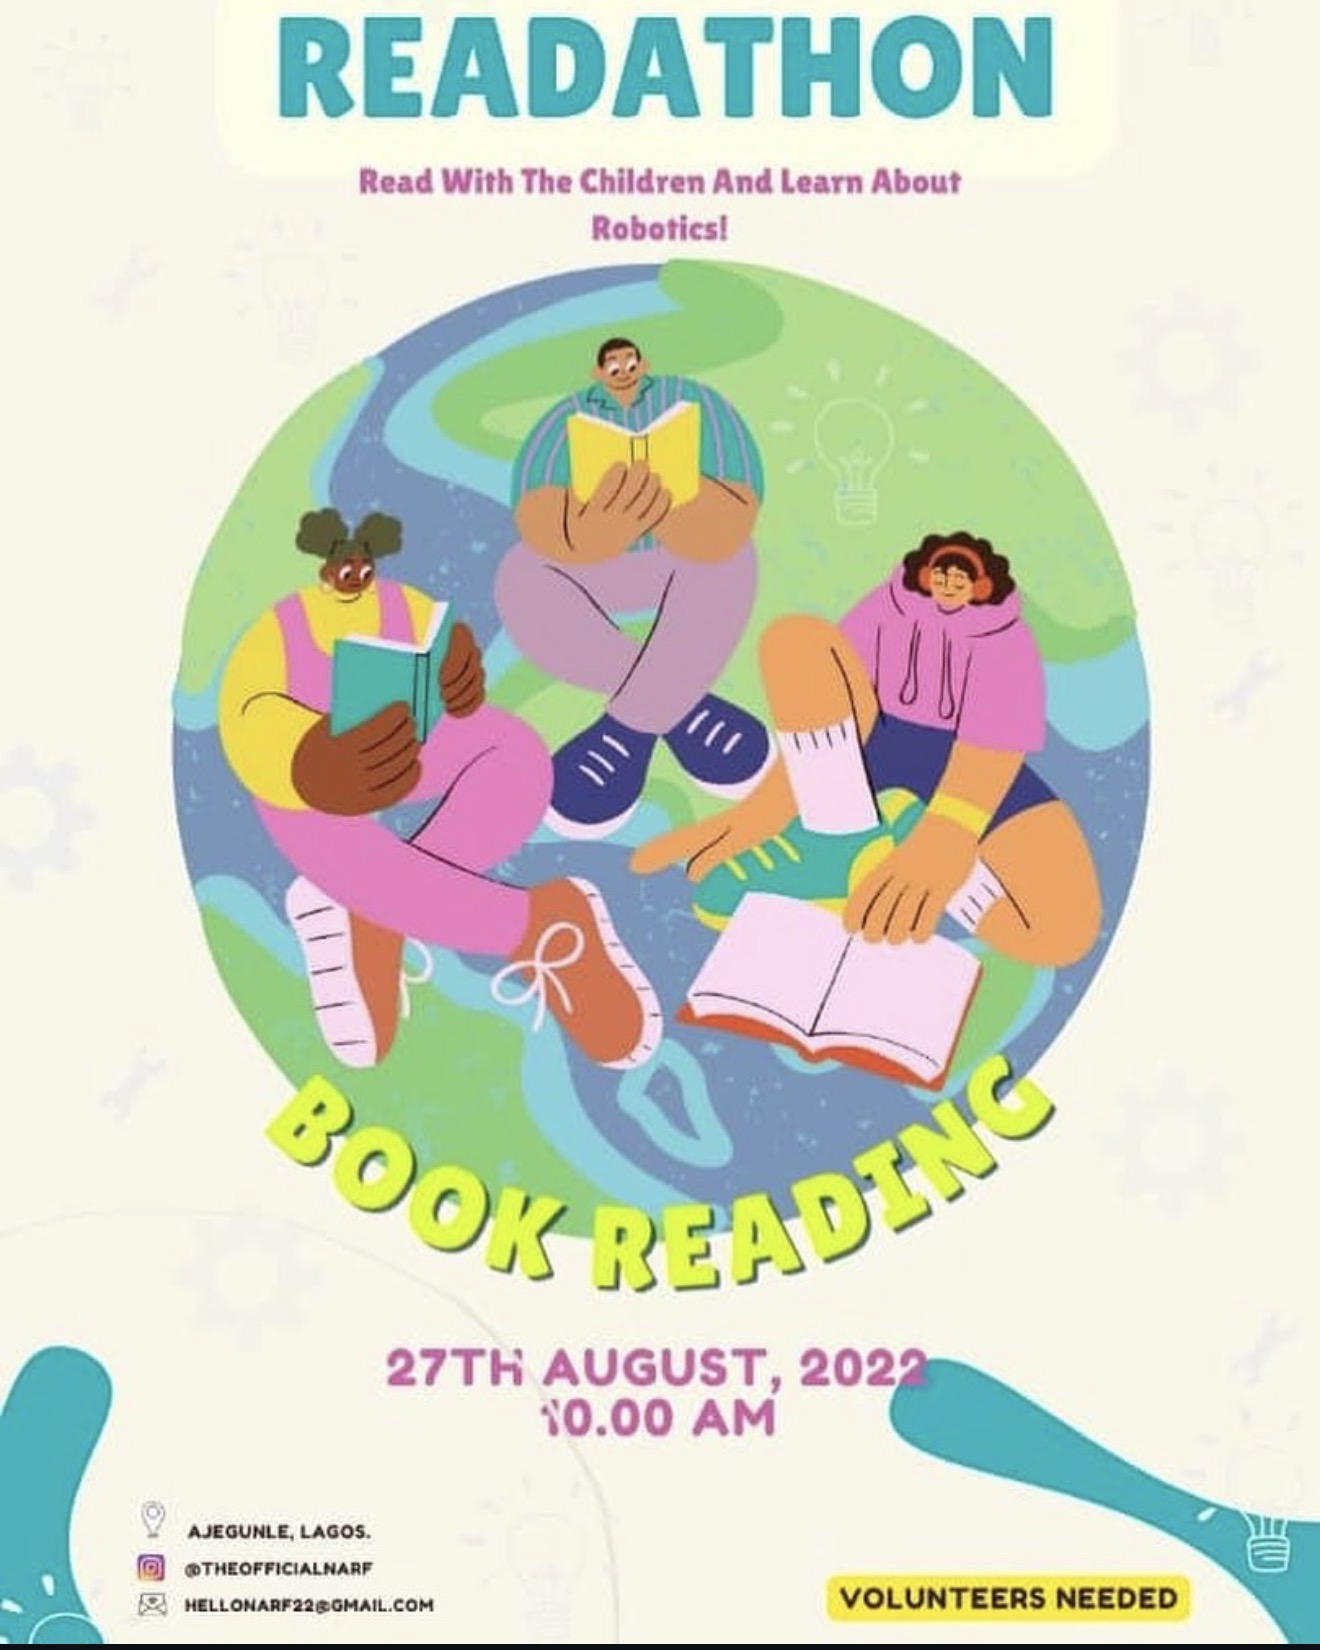 READATHON
Read With The Children And Learn About
Robotics!
BOOK READING
27TH AUGUST, 2022
10.00 AM
AJEGUNLE, LAGOS.
@THEOFFICIALNARF
HELLONARF22@GMAIL.COM
VOLUNTEERS NEEDED